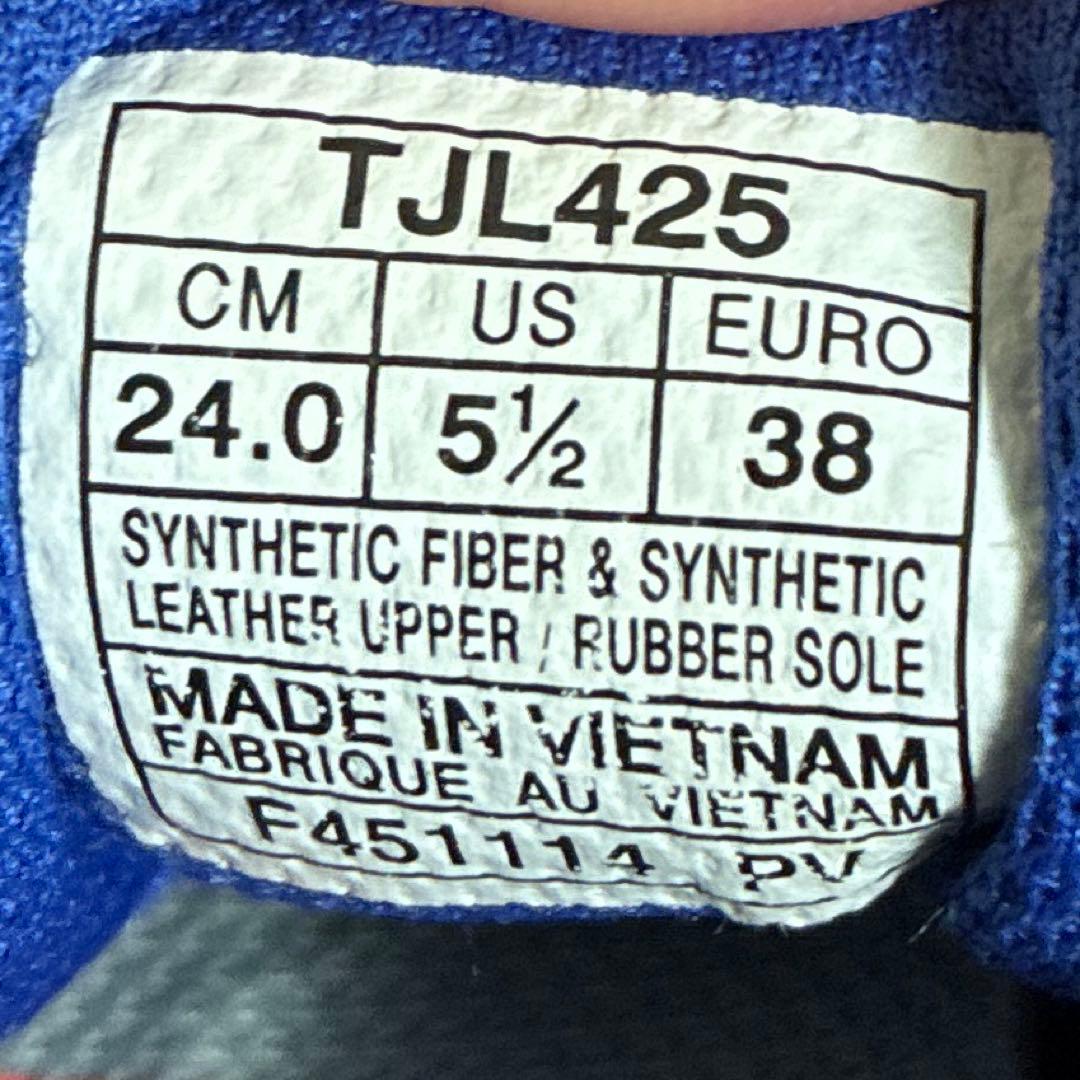 TJL425
CM US EURO
24.0 5½ 38
SYNTHETIC FIBER & SYNTHETIC
LEATHER UPPER / RUBBER SOLE
MADE IN VIETNAM
FABRIQUE AU VIETNAM
F451114 PV